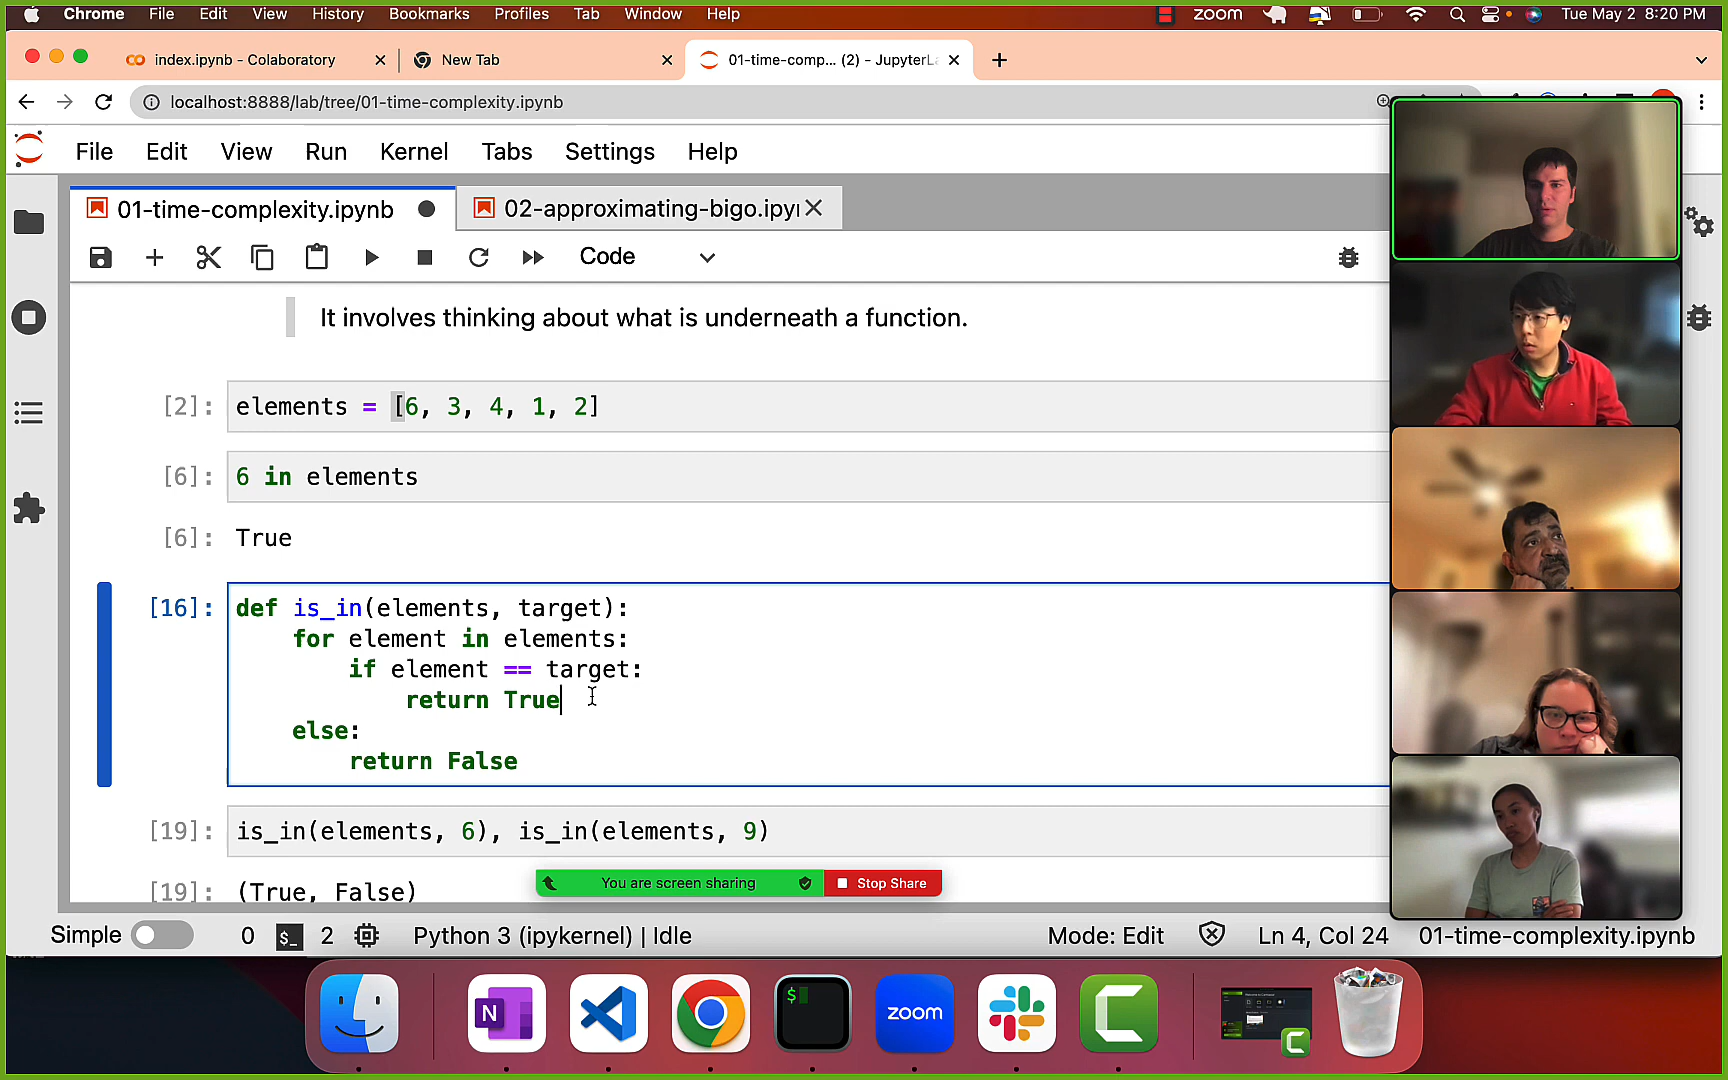 Chrome File Edit View History Bookmarks Profiles Tab Window Help zoom Tue May 2 8:20 PM
index.ipynb - Colaboratory New Tab 01-time-comp... (2) - JupyterLa
localhost:8888/lab/tree/01-time-complexity.ipynb
File Edit View Run Kernel Tabs Settings Help
01-time-complexity.ipynb 02-approximating-bigo.ipy
Code
It involves thinking about what is underneath a function.
[2]: elements = [6, 3, 4, 1, 2]
[6]: 6 in elements
[6]: True
[16]: def is_in(elements, target):
for element in elements:
if element == target:
return True
else:
return False
[19]: is_in(elements, 6), is_in(elements, 9)
[19]: (True, False)
You are screen sharing Stop Share
Simple 0 $_ 2 Python 3 (ipykernel) | Idle Mode: Edit Ln 4, Col 24 01-time-complexity.ipynb
N $ zoom C C